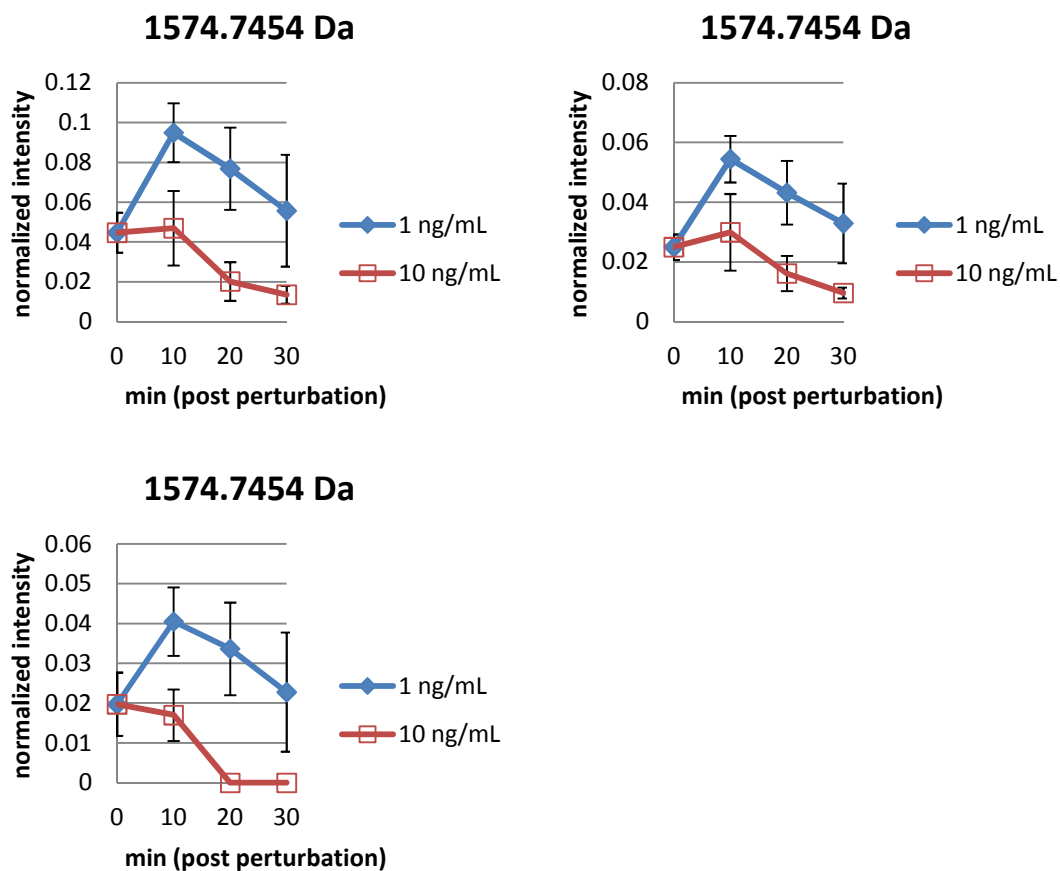 1574.7454 Da
normalized intensity
0.12
0.1
0.08
0.06
0.04
0.02
0
0 10 20 30
min (post perturbation)
1 ng/mL
10 ng/mL
1574.7454 Da
normalized intensity
0.08
0.06
0.04
0.02
0
0 10 20 30
min (post perturbation)
1 ng/mL
10 ng/mL
1574.7454 Da
normalized intensity
0.06
0.05
0.04
0.03
0.02
0.01
0
0 10 20 30
min (post perturbation)
1 ng/mL
10 ng/mL